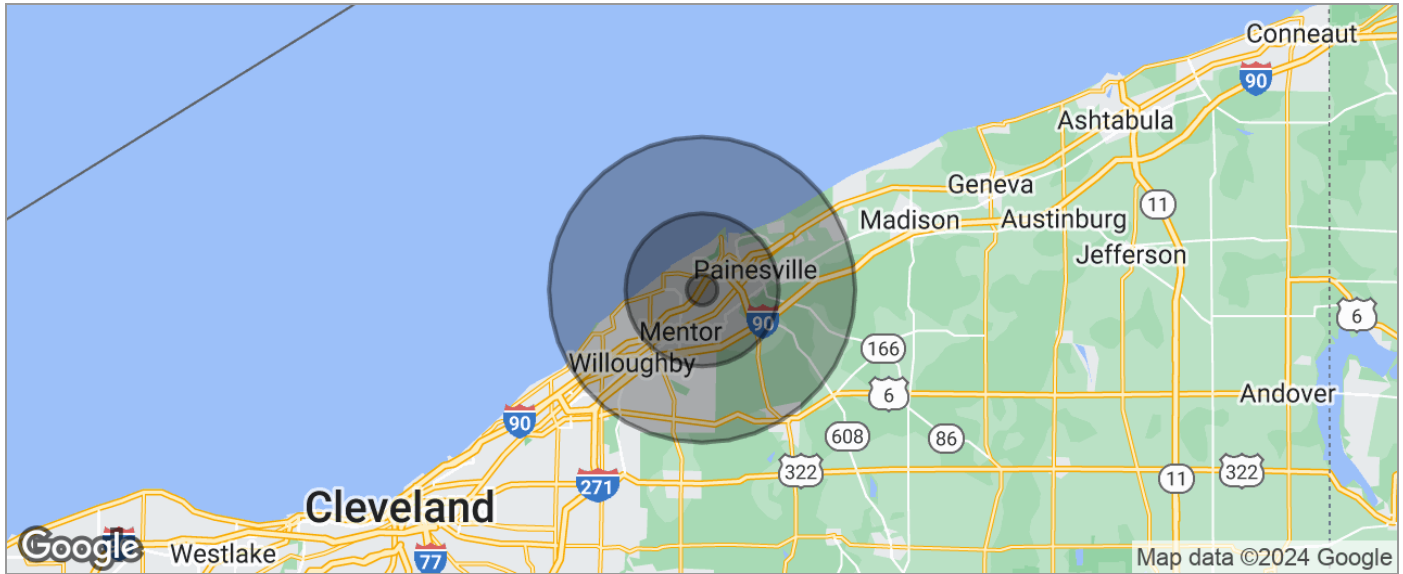 Conneaut
90
Ashtabula
Geneva
11
Madison
Austinburg
Jefferson
Painesville
6
90
Mentor
166
Willoughby
6
Andover
90
608
86
322
322
11
271
Cleveland
Google
Westlake
77
Map data ©2024 Google